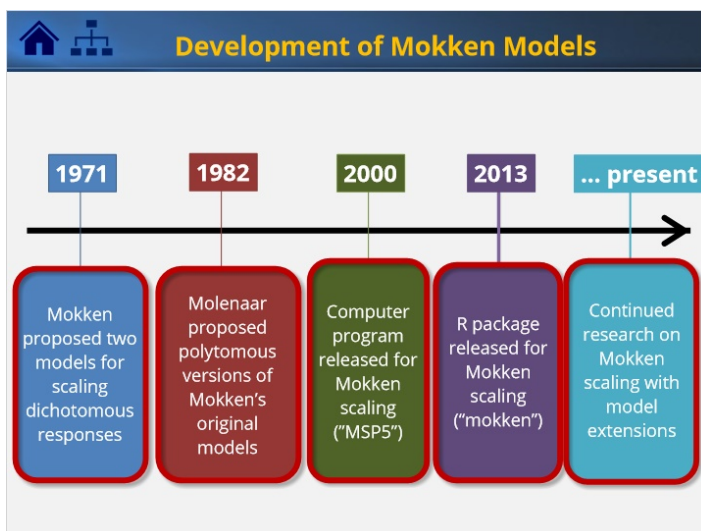 Development of Mokken Models
1971
1982
2000
2013
... present
Mokken
proposed two
models for
scaling
dichotomous
responses
Molenaar
proposed
polytomous
versions of
Mokken’s
original
models
Computer
program
released for
Mokken
scaling
(”MSP5”)
R package
released for
Mokken
scaling
(“mokken”)
Continued
research on
Mokken
scaling with
model
extensions